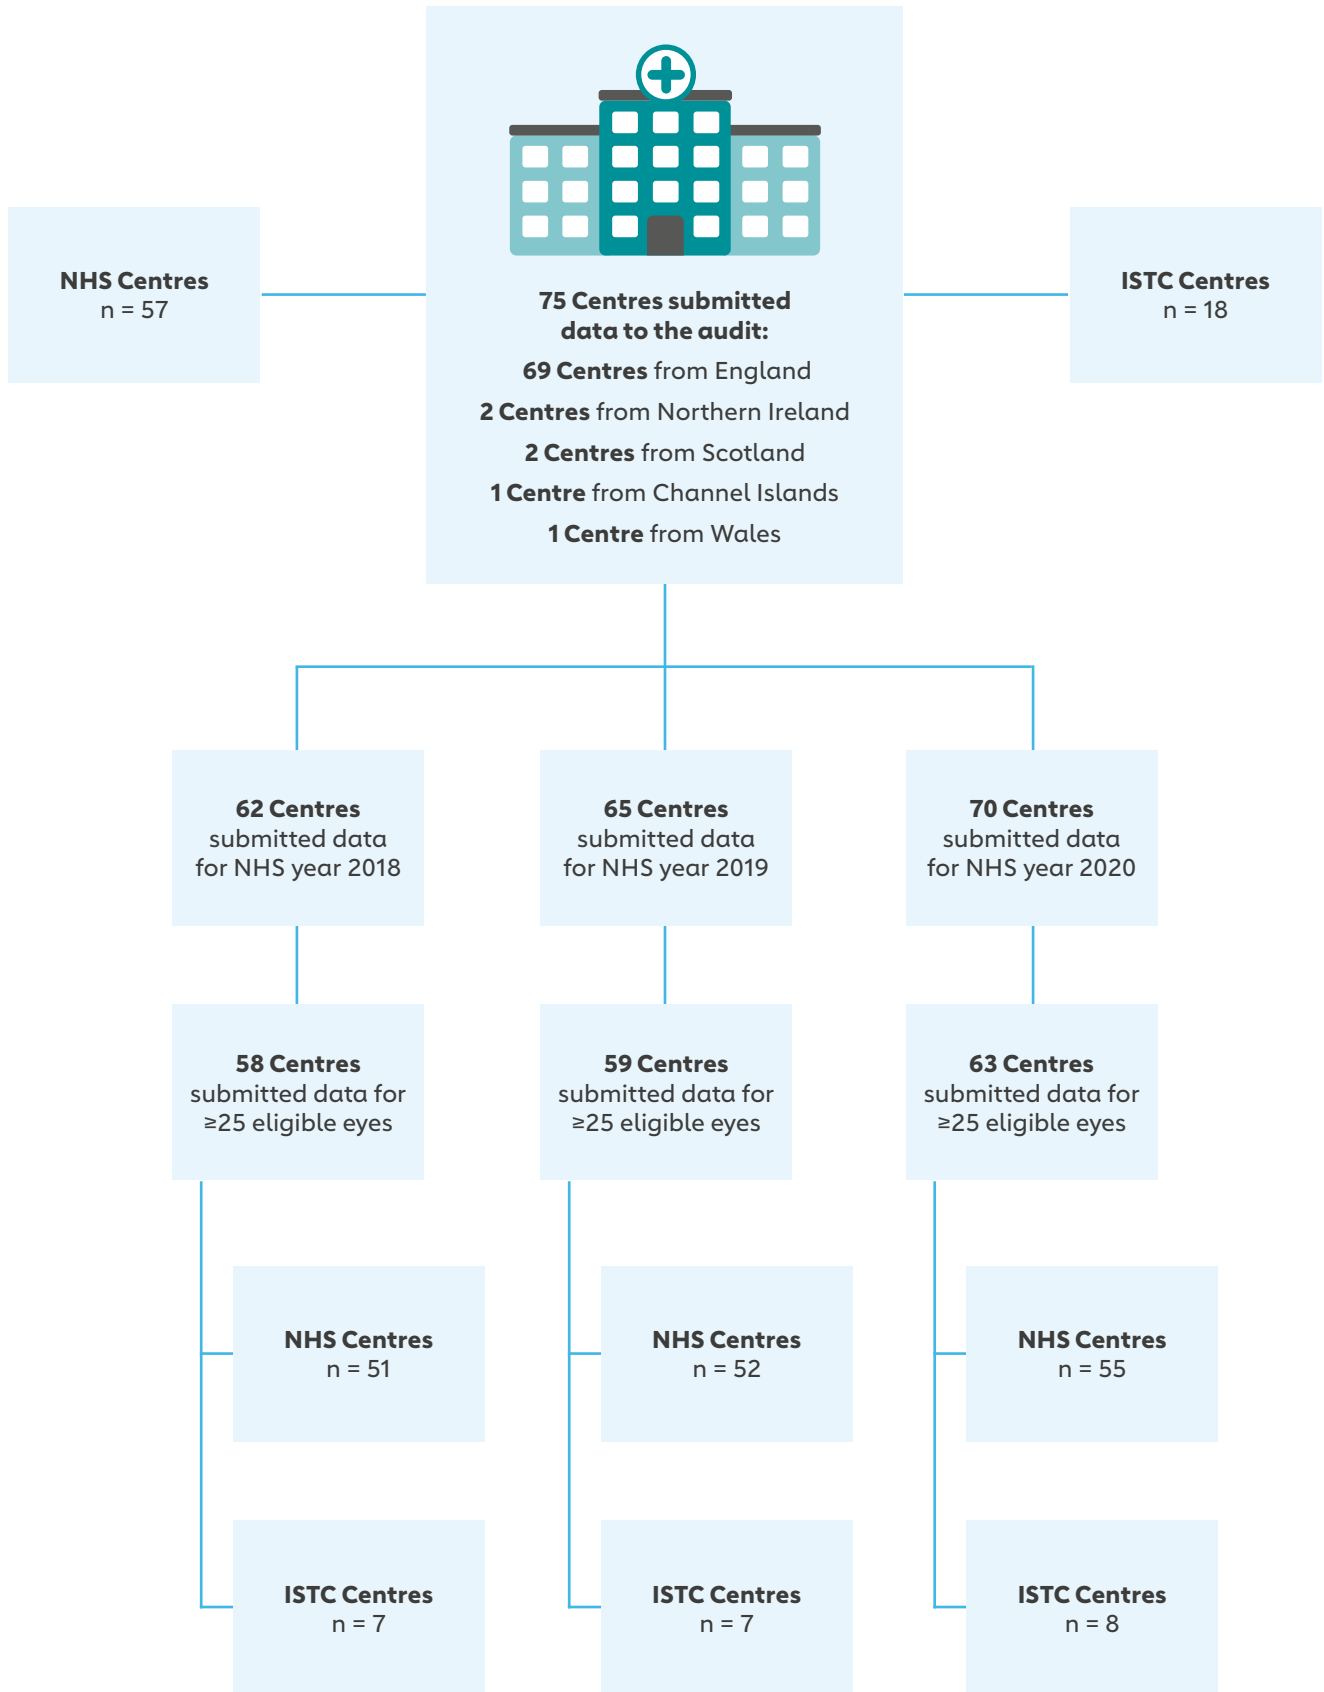 NHS Centres
n = 57
75 Centres submitted
data to the audit:
69 Centres from England
2 Centres from Northern Ireland
2 Centres from Scotland
1 Centre from Channel Islands
1 Centre from Wales
ISTC Centres
n = 18
62 Centres
submitted data
for NHS year 2018
65 Centres
submitted data
for NHS year 2019
70 Centres
submitted data
for NHS year 2020
58 Centres
submitted data for
≥25 eligible eyes
59 Centres
submitted data for
≥25 eligible eyes
63 Centres
submitted data for
≥25 eligible eyes
NHS Centres
n = 51
NHS Centres
n = 52
NHS Centres
n = 55
ISTC Centres
n = 7
ISTC Centres
n = 7
ISTC Centres
n = 8